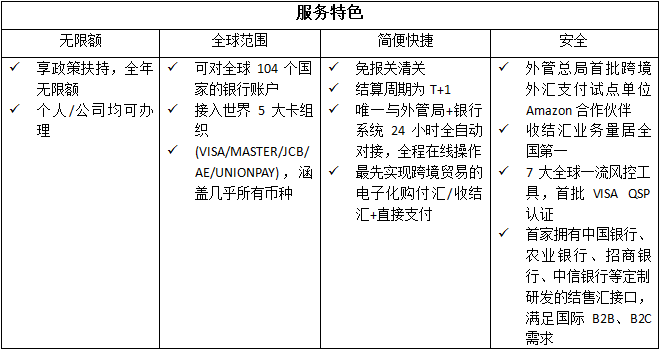 服务特色
无限额
✓ 享政策扶持，全年
无限额
✓ 个人/公司均可办
理
全球范围
✓ 可对全球 104 个国
家的银行账户
✓ 接入世界 5 大卡组
织
✓ (VISA/MASTER/JCB/
AE/UNIONPAY)，涵
盖几乎所有币种
简便快捷
✓ 免报关清关
✓ 结算周期为 T+1
✓ 唯一与外管局+银行
系统 24 小时全自动
对接，全程在线操作
✓ 最先实现跨境贸易的
电子化购付汇/收结
汇+直接支付
安全
✓ 外管总局首批跨境
外汇支付试点单位
Amazon 合作伙伴
✓ 收结汇业务量居全
国第一
✓ 7 大全球一流风控工
具，首批 VISA QSP
认证
✓ 首家拥有中国银行、
农业银行、招商银
行、中信银行等定制
研发的结售汇接口，
满足国际 B2B、B2C
需求